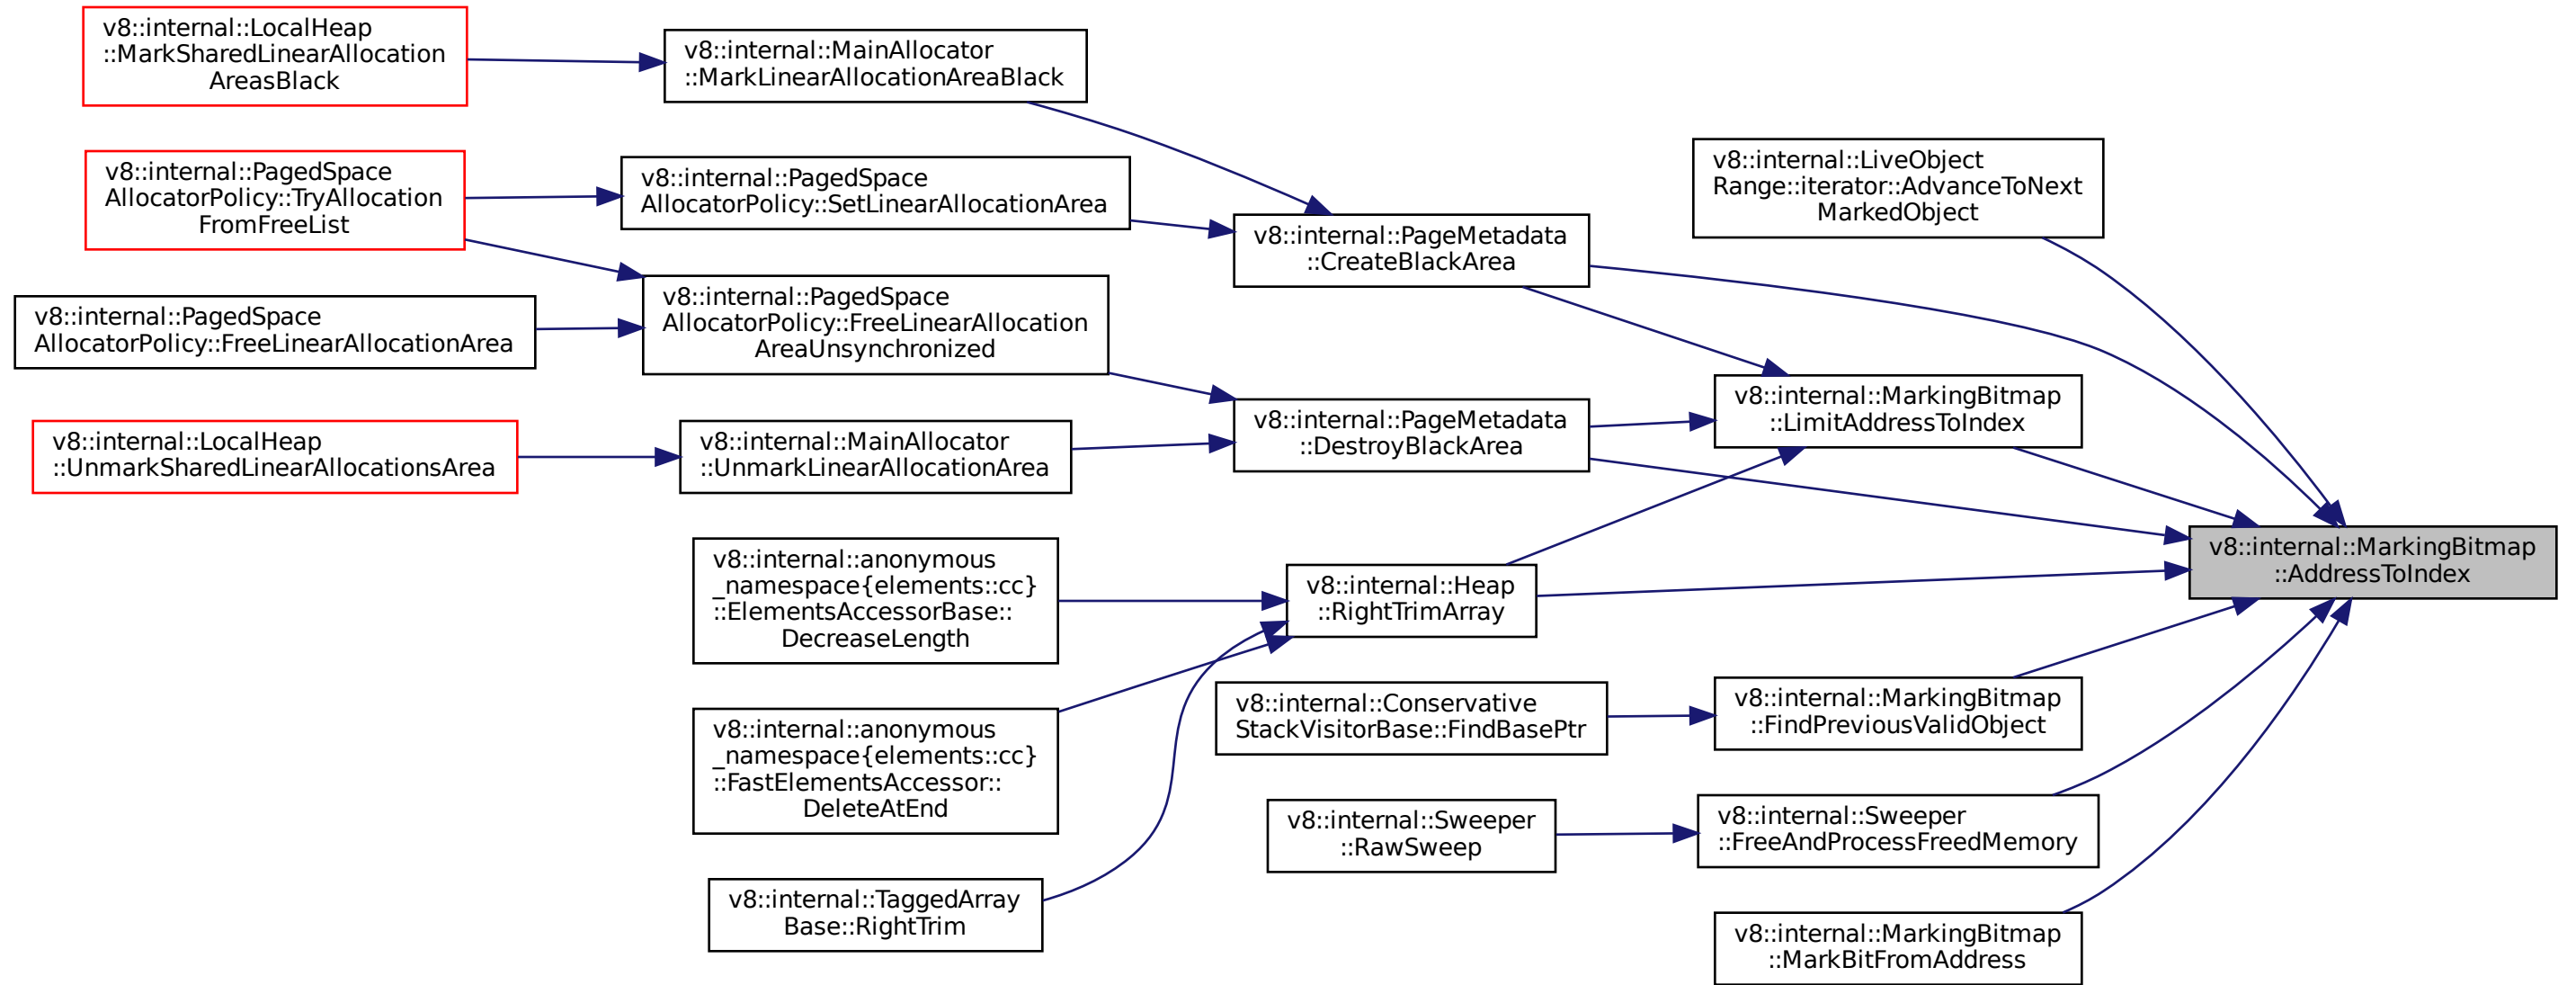 v8::internal::LocalHeap
::MarkSharedLinearAllocation
AreasBlack
v8::internal::MainAllocator
::MarkLinearAllocationAreaBlack
v8::internal::LiveObject
Range::iterator::AdvanceToNext
MarkedObject
v8::internal::PagedSpace
AllocatorPolicy::TryAllocation
FromFreeList
v8::internal::PagedSpace
AllocatorPolicy::SetLinearAllocationArea
v8::internal::PageMetadata
::CreateBlackArea
v8::internal::PagedSpace
AllocatorPolicy::FreeLinearAllocationArea
v8::internal::PagedSpace
AllocatorPolicy::FreeLinearAllocation
AreaUnsynchronized
v8::internal::MarkingBitmap
::LimitAddressToIndex
v8::internal::LocalHeap
::UnmarkSharedLinearAllocationsArea
v8::internal::MainAllocator
::UnmarkLinearAllocationArea
v8::internal::PageMetadata
::DestroyBlackArea
v8::internal::MarkingBitmap
::AddressToIndex
v8::internal::anonymous
_namespace{elements::cc}
::ElementsAccessorBase::
DecreaseLength
v8::internal::Heap
::RightTrimArray
v8::internal::anonymous
_namespace{elements::cc}
::FastElementsAccessor::
DeleteAtEnd
v8::internal::Conservative
StackVisitorBase::FindBasePtr
v8::internal::MarkingBitmap
::FindPreviousValidObject
v8::internal::Sweeper
::RawSweep
v8::internal::Sweeper
::FreeAndProcessFreedMemory
v8::internal::TaggedArray
Base::RightTrim
v8::internal::MarkingBitmap
::MarkBitFromAddress